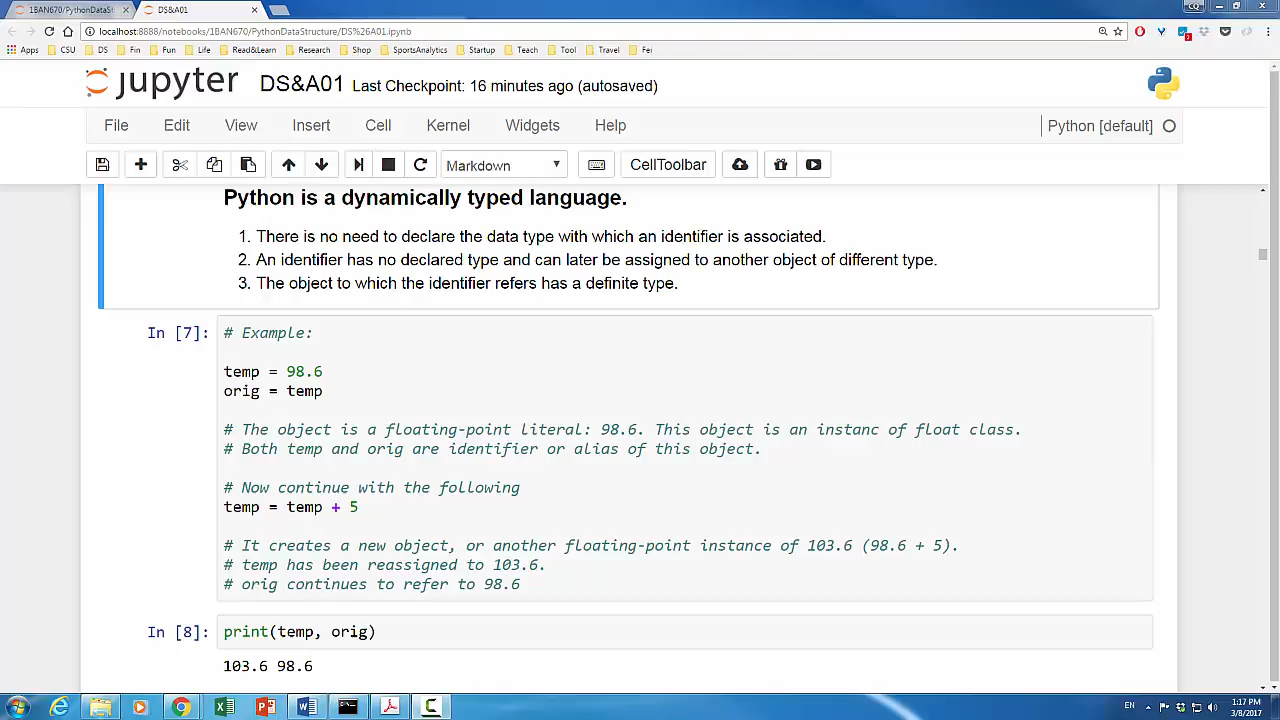 1BAN670/PythonDataSt
DS&A01
localhost:8888/notebooks/1BAN670/PythonDataStructure/DS%26A01.ipynb
Apps CSU DS Fin Fun Life Read&Learn Research Shop SportsAnalytics Startup Teach Tool Travel Fei
jupyter DS&A01 Last Checkpoint: 16 minutes ago (autosaved)
File Edit View Insert Cell Kernel Widgets Help Python [default]
Markdown CellToolbar
Python is a dynamically typed language.
1. There is no need to declare the data type with which an identifier is associated.
2. An identifier has no declared type and can later be assigned to another object of different type.
3. The object to which the identifier refers has a definite type.
In [7]: # Example:
temp = 98.6
orig = temp
# The object is a floating-point literal: 98.6. This object is an instanc of float class.
# Both temp and orig are identifier or alias of this object.
# Now continue with the following
temp = temp + 5
# It creates a new object, or another floating-point instance of 103.6 (98.6 + 5).
# temp has been reassigned to 103.6.
# orig continues to refer to 98.6
In [8]: print(temp, orig)
103.6 98.6
EN 1:17 PM
3/8/2017